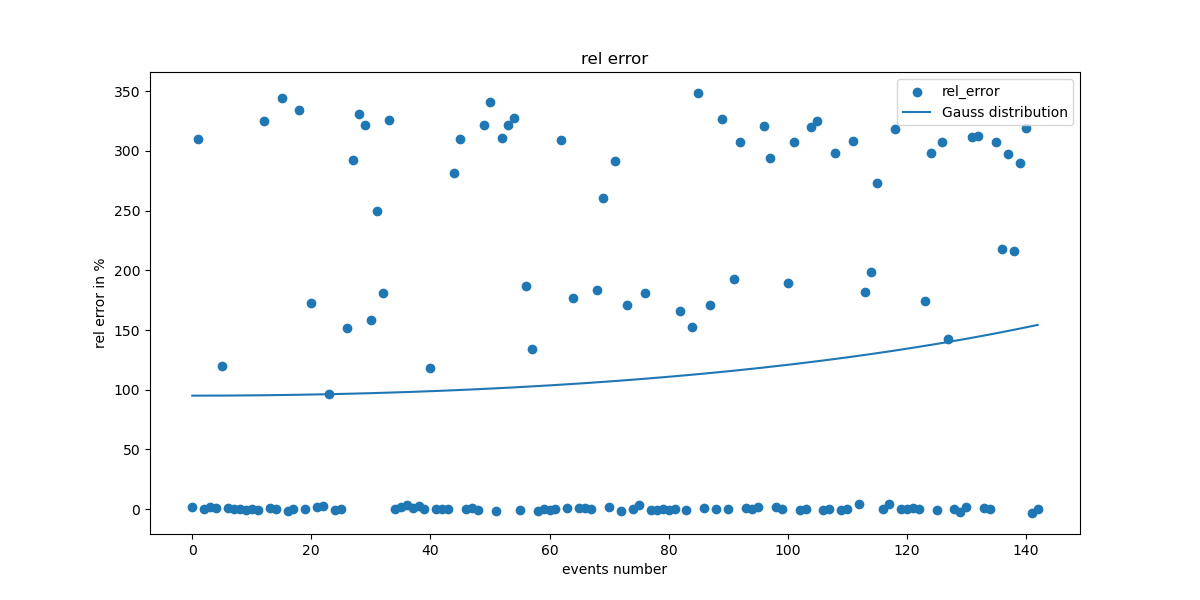 rel error
rel_error
Gauss distribution
350
300
250
200
150
100
50
0
rel error in %
0 20 40 60 80 100 120 140
events number